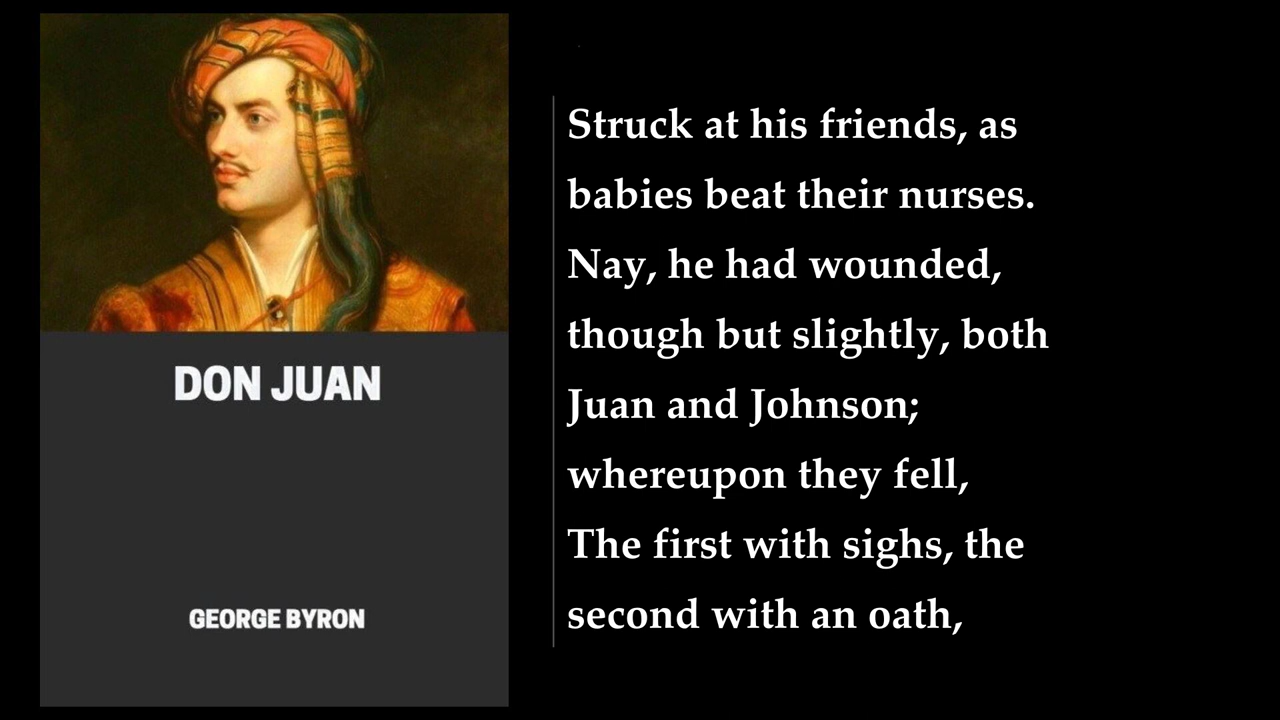 DON JUAN
GEORGE BYRON
Struck at his friends, as
babies beat their nurses.
Nay, he had wounded,
though but slightly, both
Juan and Johnson;
whereupon they fell,
The first with sighs, the
second with an oath,